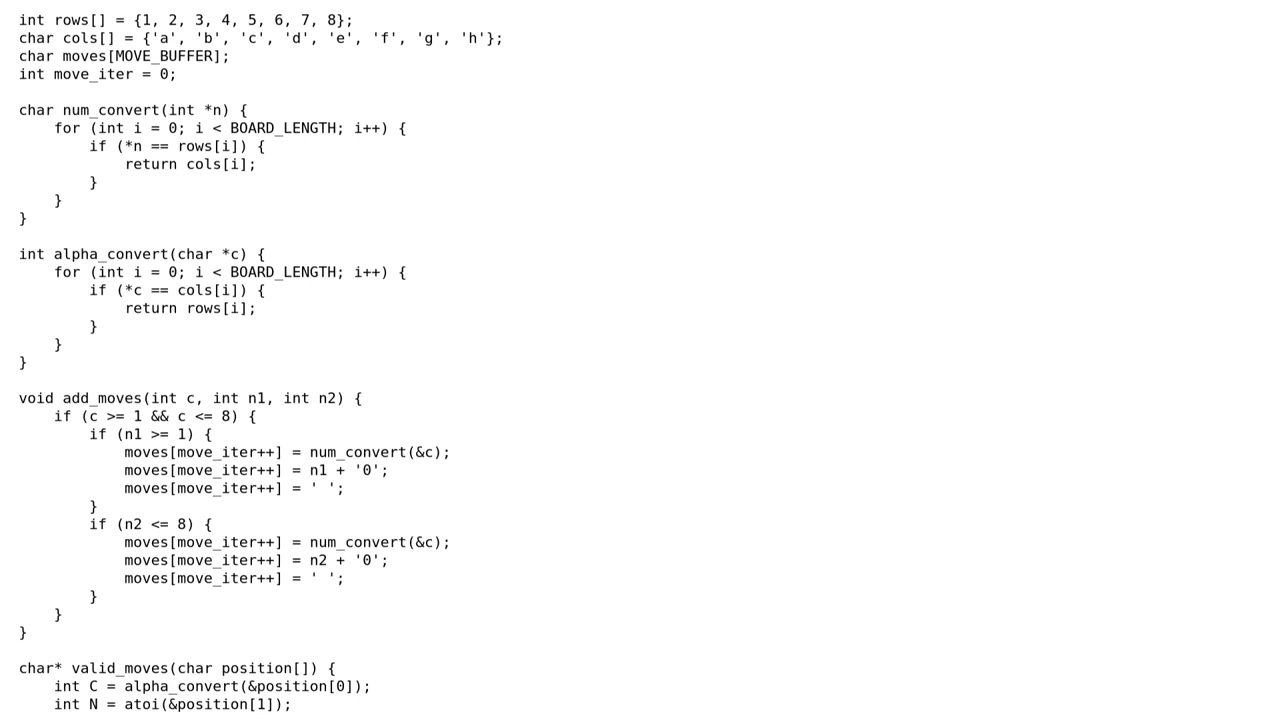 int rows[] = {1, 2, 3, 4, 5, 6, 7, 8};
char cols[] = {'a', 'b', 'c', 'd', 'e', 'f', 'g', 'h'};
char moves[MOVE_BUFFER];
int move_iter = 0;

char num_convert(int *n) {
    for (int i = 0; i < BOARD_LENGTH; i++) {
        if (*n == rows[i]) {
            return cols[i];
        }
    }
}

int alpha_convert(char *c) {
    for (int i = 0; i < BOARD_LENGTH; i++) {
        if (*c == cols[i]) {
            return rows[i];
        }
    }
}

void add_moves(int c, int n1, int n2) {
    if (c >= 1 && c <= 8) {
        if (n1 >= 1) {
            moves[move_iter++] = num_convert(&c);
            moves[move_iter++] = n1 + '0';
            moves[move_iter++] = ' ';
        }
        if (n2 <= 8) {
            moves[move_iter++] = num_convert(&c);
            moves[move_iter++] = n2 + '0';
            moves[move_iter++] = ' ';
        }
    }
}

char* valid_moves(char position[]) {
    int C = alpha_convert(&position[0]);
    int N = atoi(&position[1]);